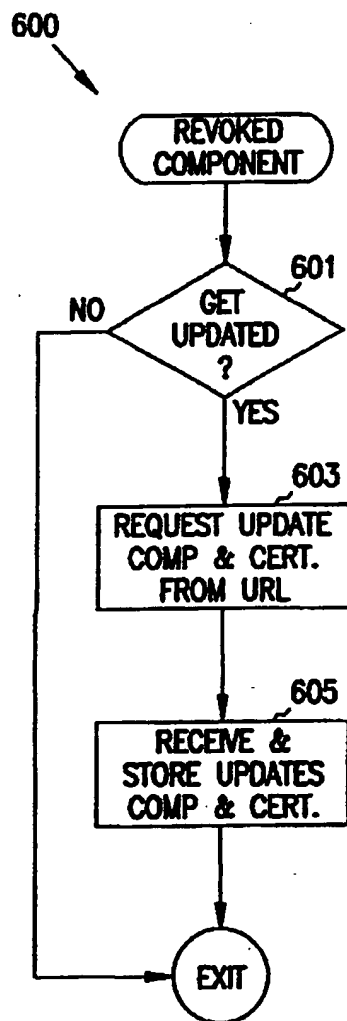 600
REVOKED
COMPONENT
601
NO
GET
UPDATED
?
YES
603
REQUEST UPDATE
COMP & CERT.
FROM URL
605
RECEIVE &
STORE UPDATES
COMP & CERT.
EXIT